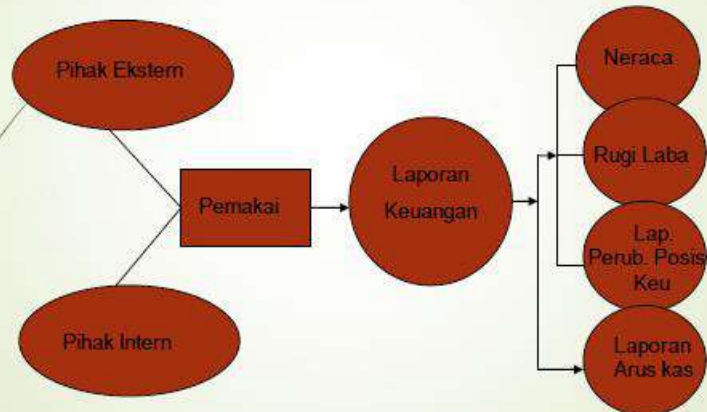 Pihak Ekstern
Pemakai
Pihak Intern
Laporan
Keuangan
Neraca
Rugi Laba
Lap.
Perub. Posis
Keu
Laporan
Arus kas